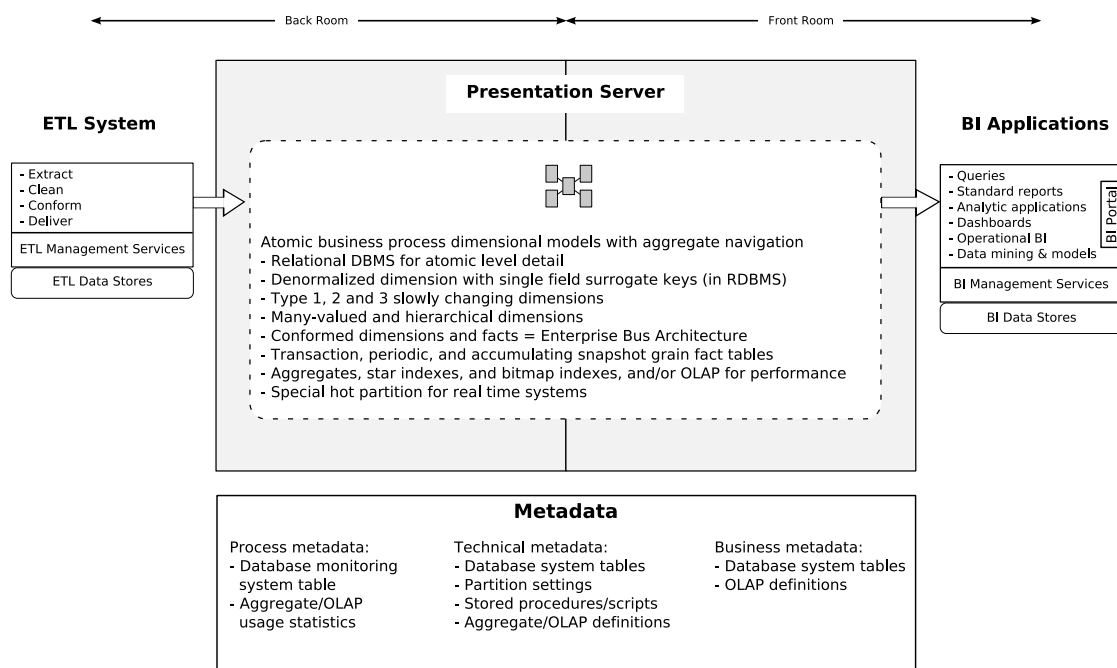 Back Room
Front Room
Presentation Server
ETL System
- Extract
- Clean
- Conform
- Deliver
ETL Management Services
ETL Data Stores
Atomic business process dimensional models with aggregate navigation
- Relational DBMS for atomic level detail
- Denormalized dimension with single field surrogate keys (in RDBMS)
- Type 1, 2 and 3 slowly changing dimensions
- Many-valued and hierarchical dimensions
- Conformed dimensions and facts = Enterprise Bus Architecture
- Transaction, periodic, and accumulating snapshot grain fact tables
- Aggregates, star indexes, and bitmap indexes, and/or OLAP for performance
- Special hot partition for real time systems
BI Applications
- Queries
- Standard reports
- Analytic applications
- Dashboards
- Operational BI
- Data mining & models
BI Portal
BI Management Services
BI Data Stores
Metadata
Process metadata:
- Database monitoring
system table
- Aggregate/OLAP
usage statistics
Technical metadata:
- Database system tables
- Partition settings
- Stored procedures/scripts
- Aggregate/OLAP definitions
Business metadata:
- Database system tables
- OLAP definitions